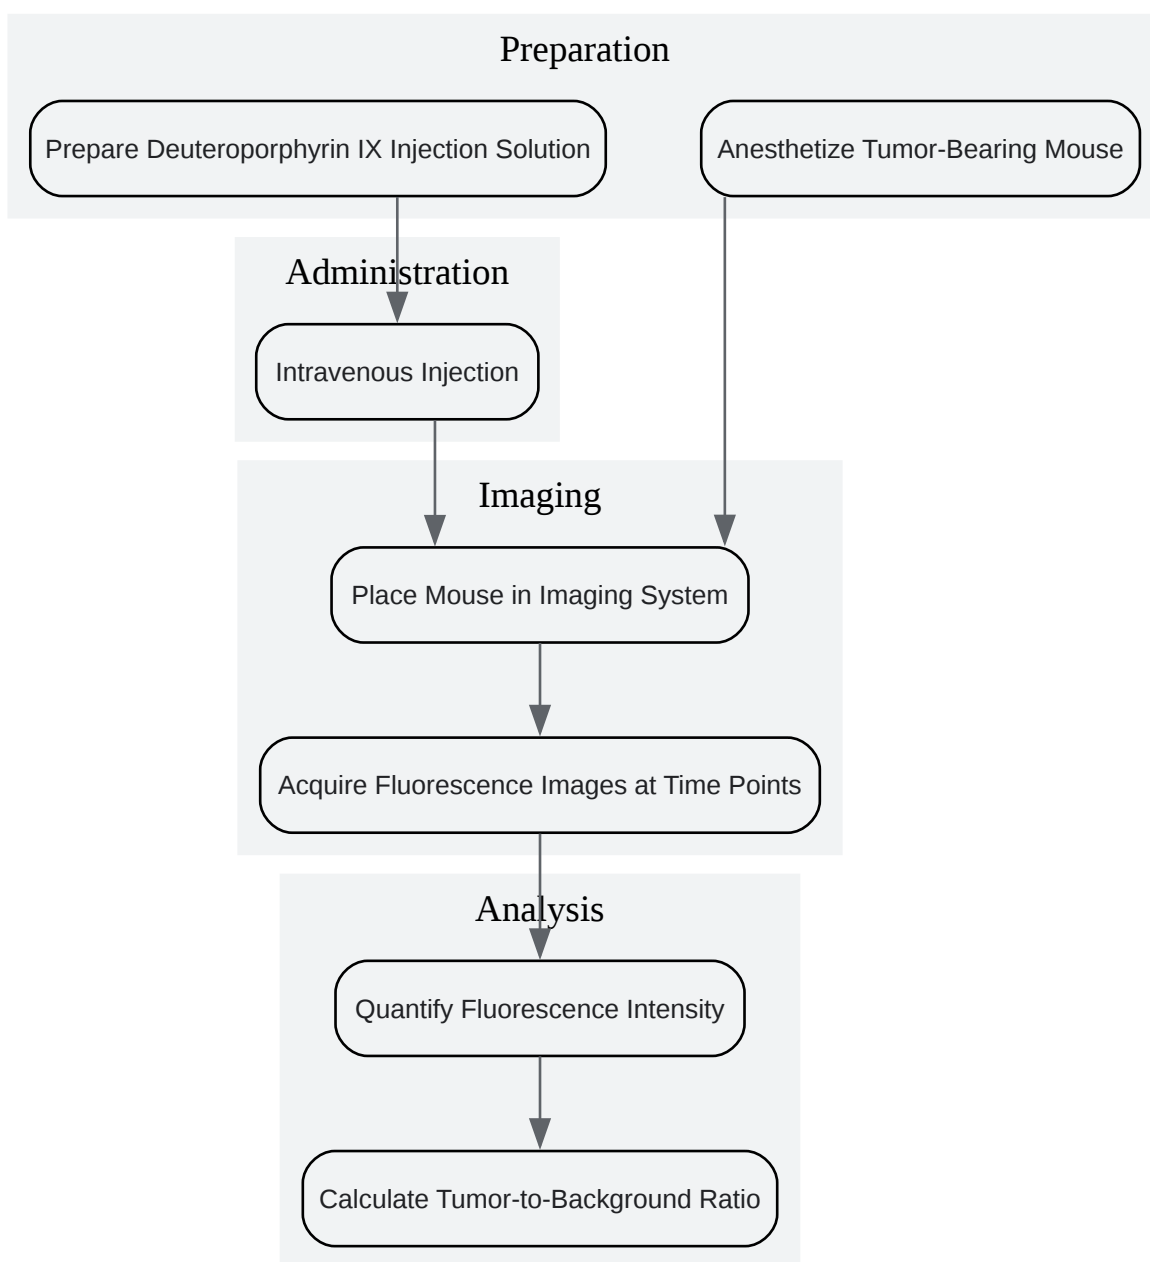 Preparation
Prepare Deuteroporphyrin IX Injection Solution
Anesthetize Tumor-Bearing Mouse
Administration
Intravenous Injection
Imaging
Place Mouse in Imaging System
Acquire Fluorescence Images at Time Points
Analysis
Quantify Fluorescence Intensity
Calculate Tumor-to-Background Ratio